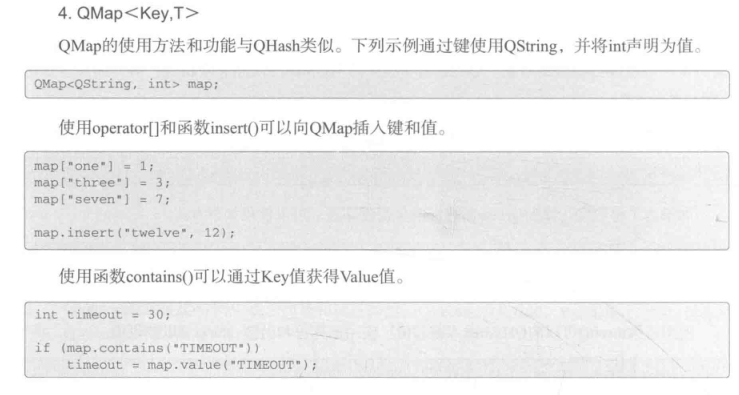 4. QMap＜Key,T＞
QMap的使用方法和功能与QHash类似。下列示例通过键使用QString，并将int声明为值。
QMap<QString, int> map;
使用operator[]和函数insert()可以向QMap插入键和值。
map["one"] = 1;
map["three"] = 3;
map["seven"] = 7;
map.insert("twelve", 12);
使用函数contains()可以通过Key值获得Value值。
int timeout = 30;
if (map.contains("TIMEOUT"))
    timeout = map.value("TIMEOUT");